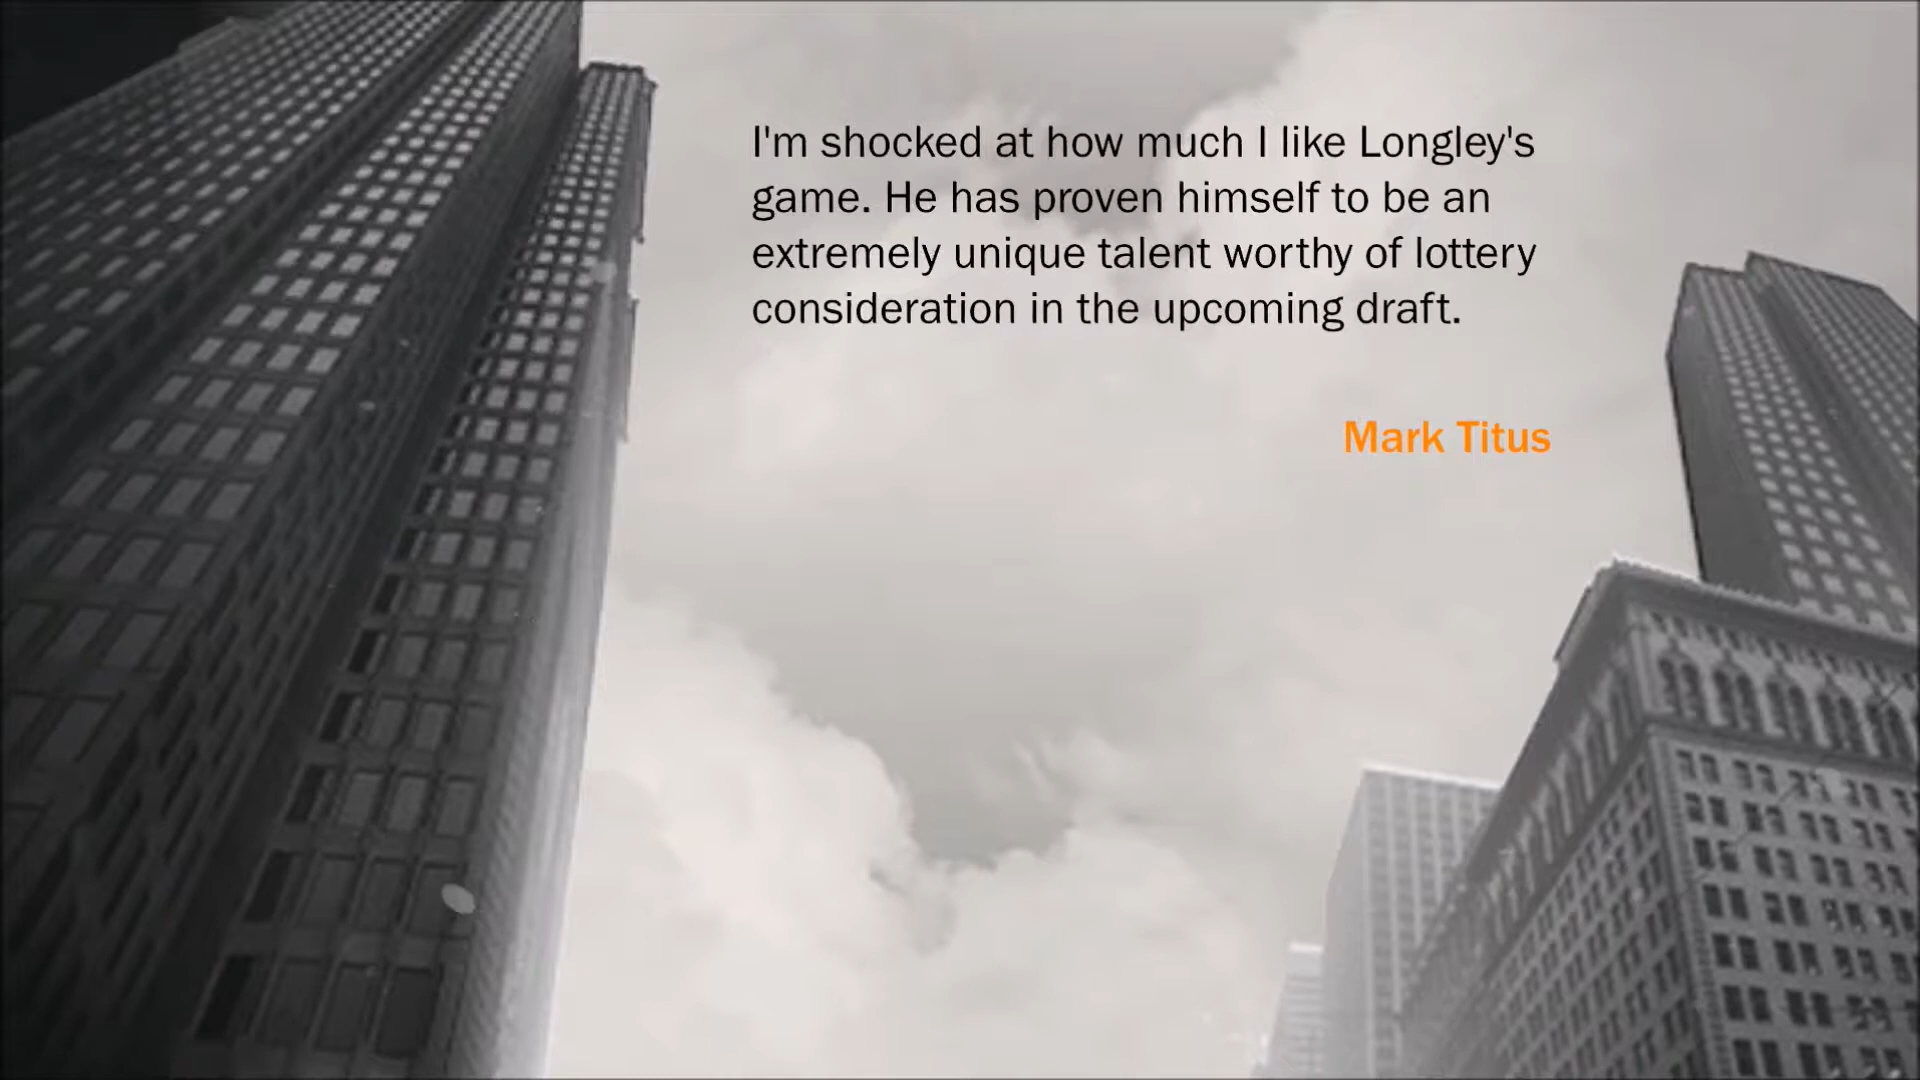 I'm shocked at how much I like Longley's
game. He has proven himself to be an
extremely unique talent worthy of lottery
consideration in the upcoming draft.
Mark Titus